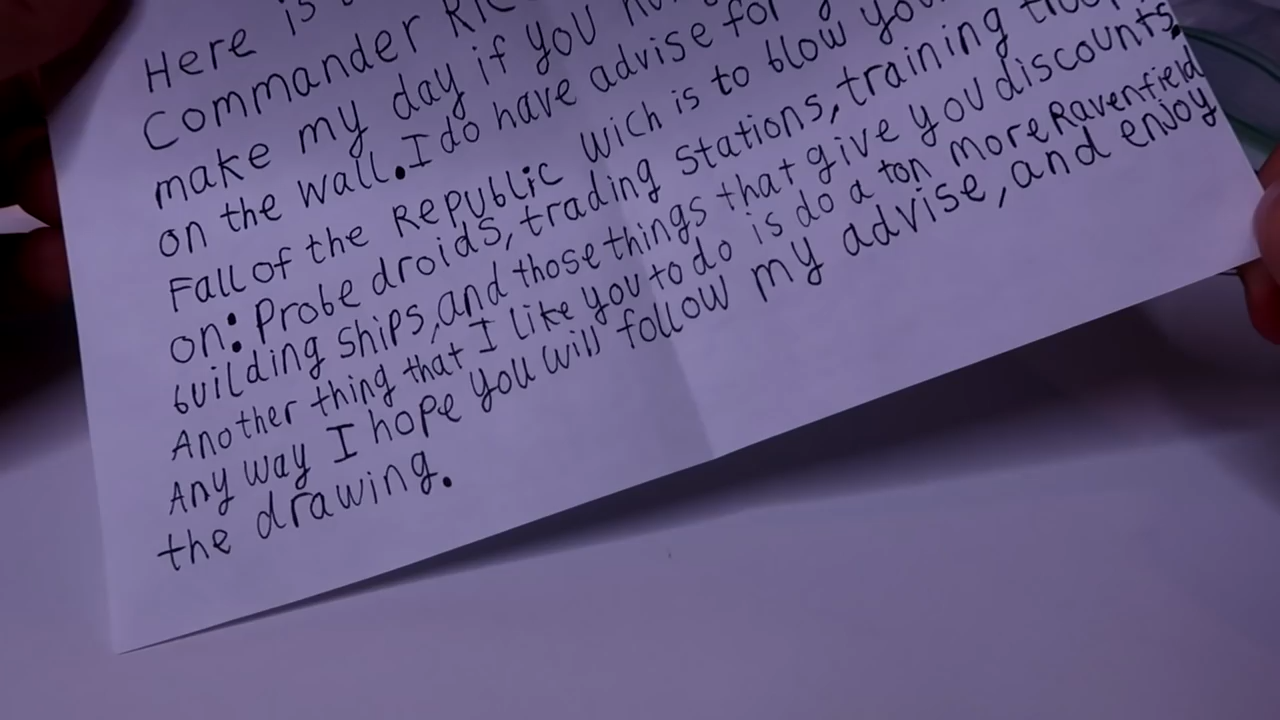 Here is
Commander
make my day if you
on the wall. I do have advise for
Fall of the Republic wich is to blow
on: Probe droids, trading stations, training
building ships, and those things that give you discounts.
Another thing that I like you to do is do a ton more Ravenfield
Any way I hope you will follow my advise, and enjoy
the drawing.